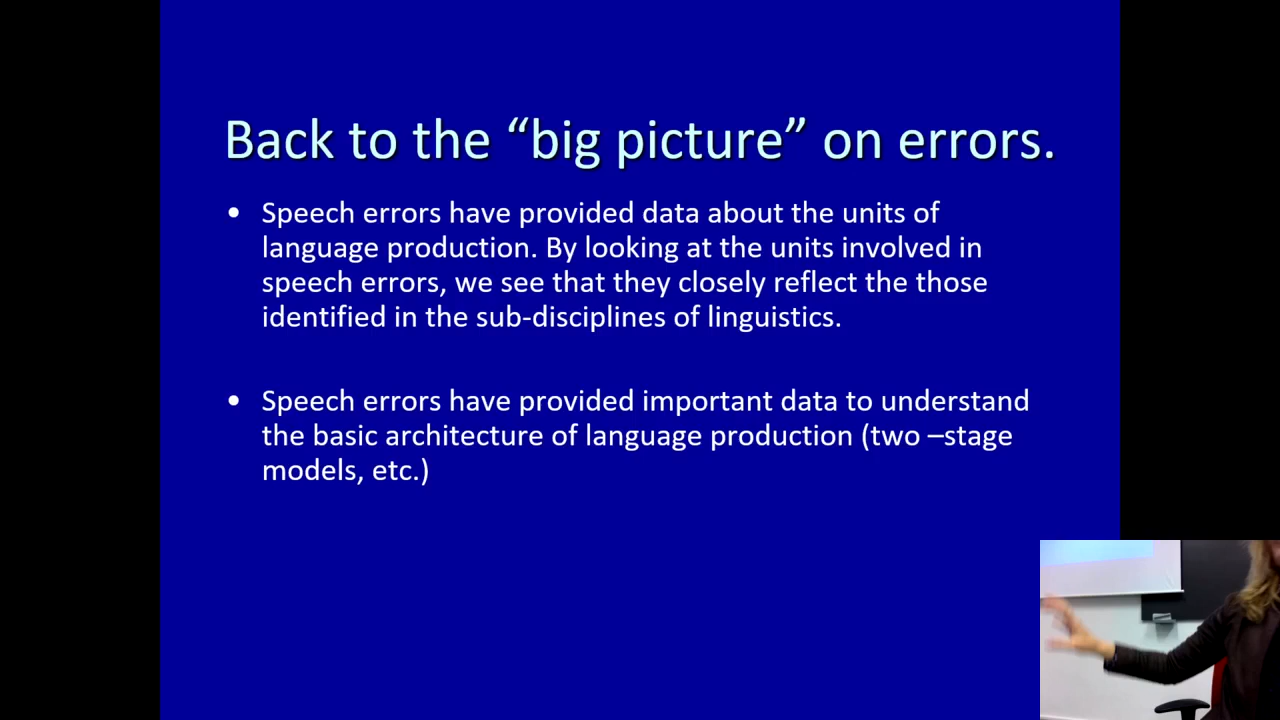 Back to the “big picture” on errors.
• Speech errors have provided data about the units of
language production. By looking at the units involved in
speech errors, we see that they closely reflect the those
identified in the sub-disciplines of linguistics.
• Speech errors have provided important data to understand
the basic architecture of language production (two –stage
models, etc.)